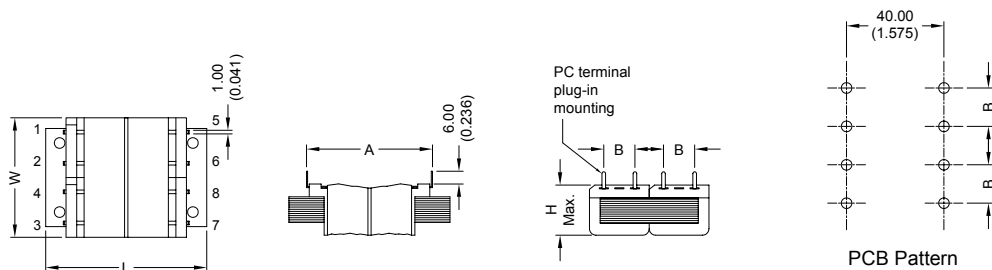 1.00
(0.041)
1
5
2
6
4
8
3
7
W
L
A
6.00
(0.236)
PC terminal
plug-in
mounting
B
B
H
Max.
40.00
(1.575)
B
B
PCB Pattern